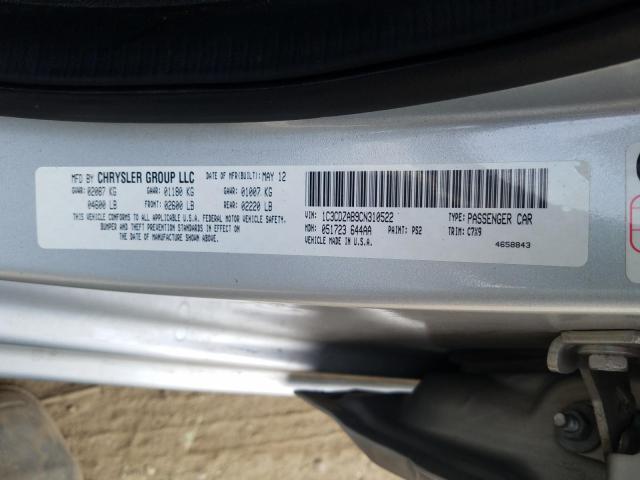 MFD BY CHRYSLER GROUP LLC DATE OF MFR(BUILT): MAY 12
GVWR: 02087 KG GAWR: 01180 KG GAWR: 01007 KG
04600 LB FRONT: 02600 LB REAR: 02220 LB
THIS VEHICLE CONFORMS TO ALL APPLICABLE U.S.A. FEDERAL MOTOR VEHICLE SAFETY,
BUMPER AND THEFT PREVENTION STANDARDS IN EFFECT ON THE DATE OF
MANUFACTURE SHOWN ABOVE.
VIN: 1C3CDZAB9CN310522 TYPE: PASSENGER CAR
MDH: 051723 644AA PAINT: PS2 TRIM: C7X9
VEHICLE MADE IN U.S.A. 4658843